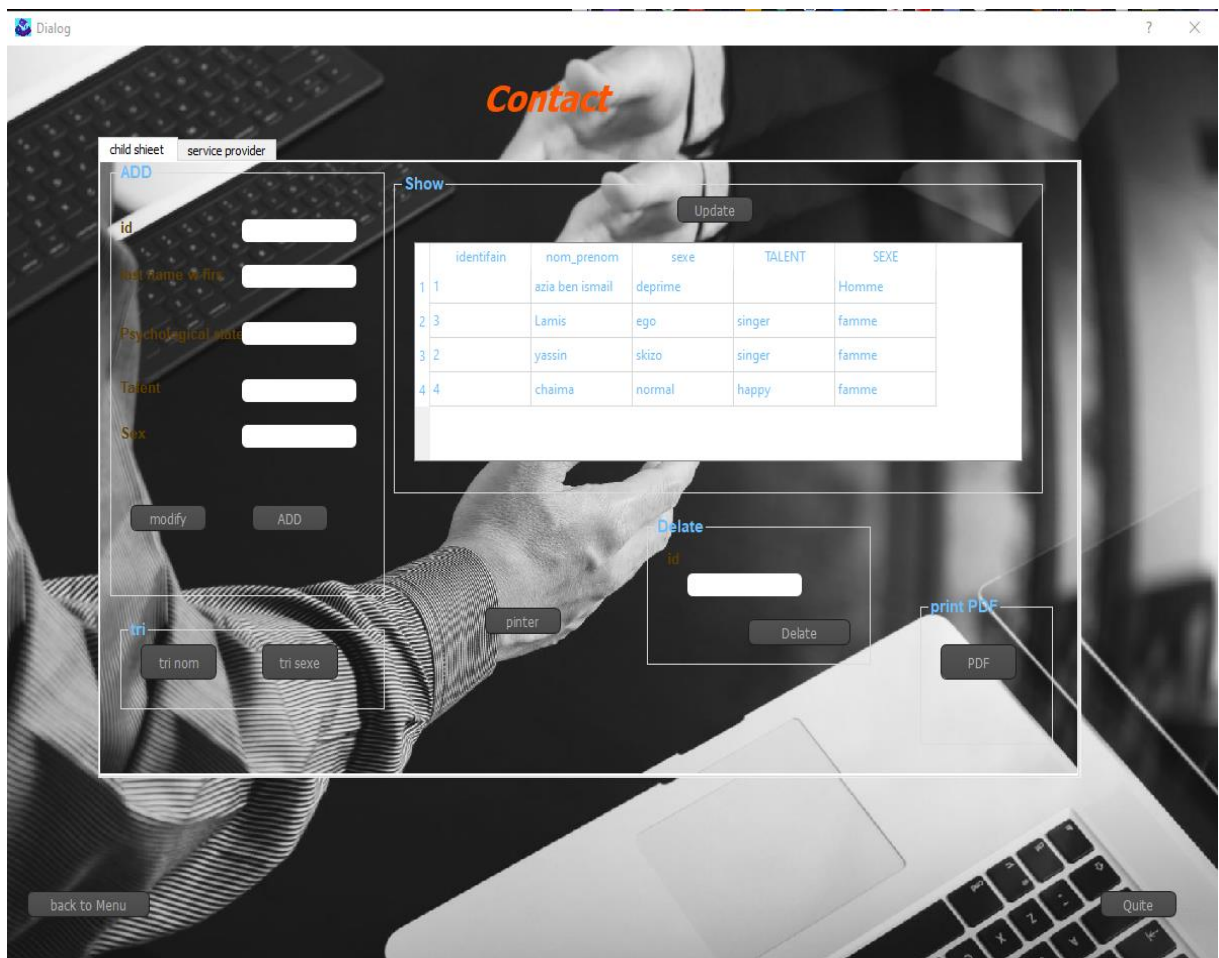 Dialog
?
Contact
child shieet
service provider
ADD
id
last name w firs
Psychological state
Talent
Sex
modify
ADD
tri
tri nom
tri sexe
Show
Update
identifain nom_prenom sexe TALENT SEXE
1 1 azia ben ismail deprime Homme
2 3 Lamis ego singer famme
3 2 yassin skizo singer famme
4 4 chaima normal happy famme
pinter
Delate
id
Delate
print PDF
PDF
back to Menu
Quite